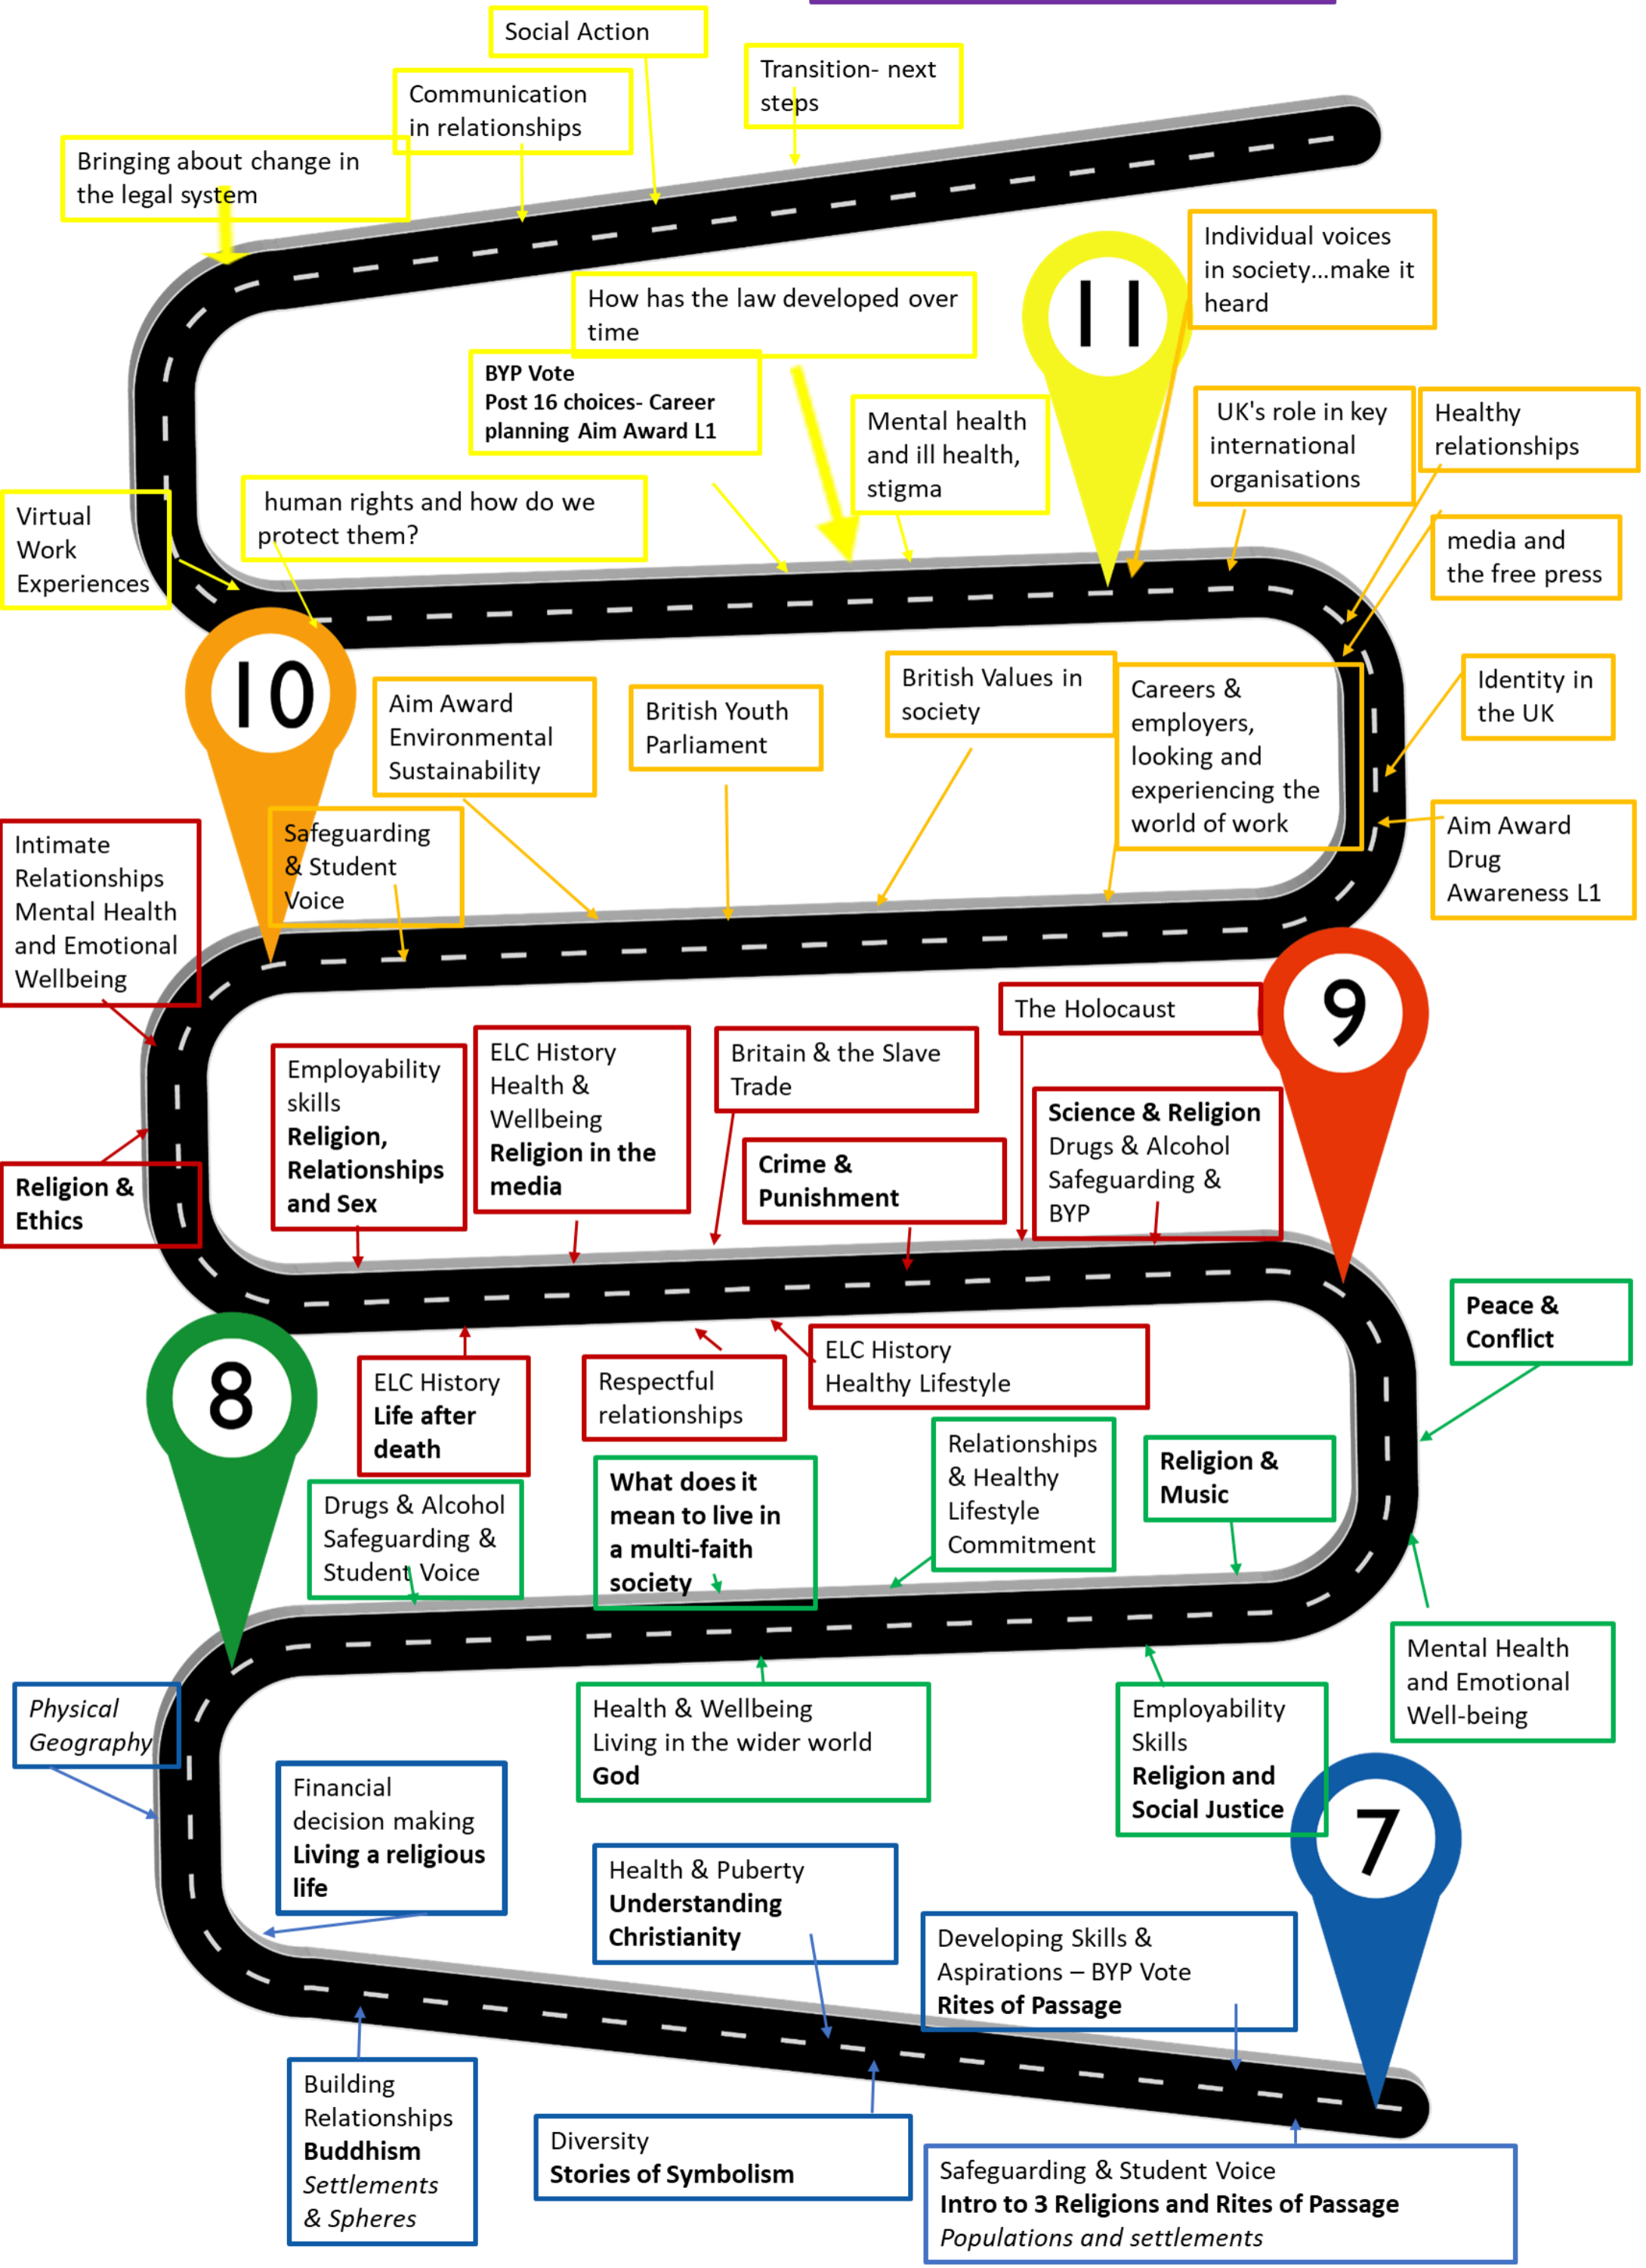 Social Action
Transition- next
steps
Communication
in relationships
Bringing about change in
the legal system
Individual voices
in society...make it
heard
11
How has the law developed over
time
BYP Vote
Post 16 choices- Career
planning Aim Award L1
Mental health
and ill health,
stigma
UK's role in key
international
organisations
Healthy
relationships
media and
the free press
human rights and how do we
protect them?
Virtual
Work
Experiences
10
Aim Award
Environmental
Sustainability
British Youth
Parliament
British Values in
society
Careers &
employers,
looking and
experiencing the
world of work
Identity in
the UK
Aim Award
Drug
Awareness L1
Safeguarding
& Student
Voice
Intimate
Relationships
Mental Health
and Emotional
Wellbeing
9
The Holocaust
Employability
skills
Religion,
Relationships
and Sex
ELC History
Health &
Wellbeing
Religion in the
media
Britain & the Slave
Trade
Crime &
Punishment
Science & Religion
Drugs & Alcohol
Safeguarding &
BYP
Religion &
Ethics
Peace &
Conflict
8
ELC History
Life after
death
Respectful
relationships
ELC History
Healthy Lifestyle
Drugs & Alcohol
Safeguarding &
Student Voice
What does it
mean to live in
a multi-faith
society
Relationships
& Healthy
Lifestyle
Commitment
Religion &
Music
Mental Health
and Emotional
Well-being
Physical
Geography
Health & Wellbeing
Living in the wider world
God
Employability
Skills
Religion and
Social Justice
7
Financial
decision making
Living a religious
life
Health & Puberty
Understanding
Christianity
Developing Skills &
Aspirations – BYP Vote
Rites of Passage
Building
Relationships
Buddhism
Settlements
& Spheres
Diversity
Stories of Symbolism
Safeguarding & Student Voice
Intro to 3 Religions and Rites of Passage
Populations and settlements